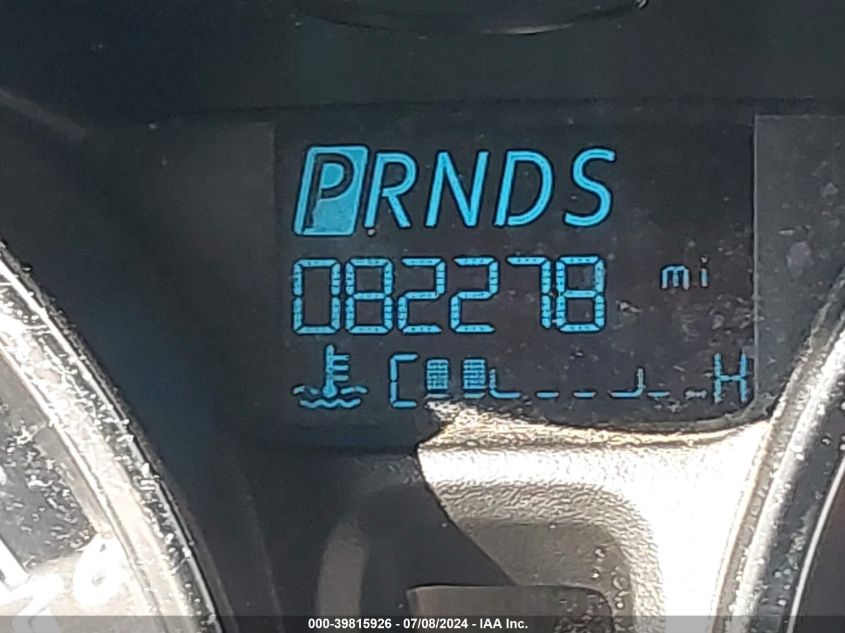 PRNDS
082278 mi
C H
000-39815926 - 07/08/2024 - IAA Inc.